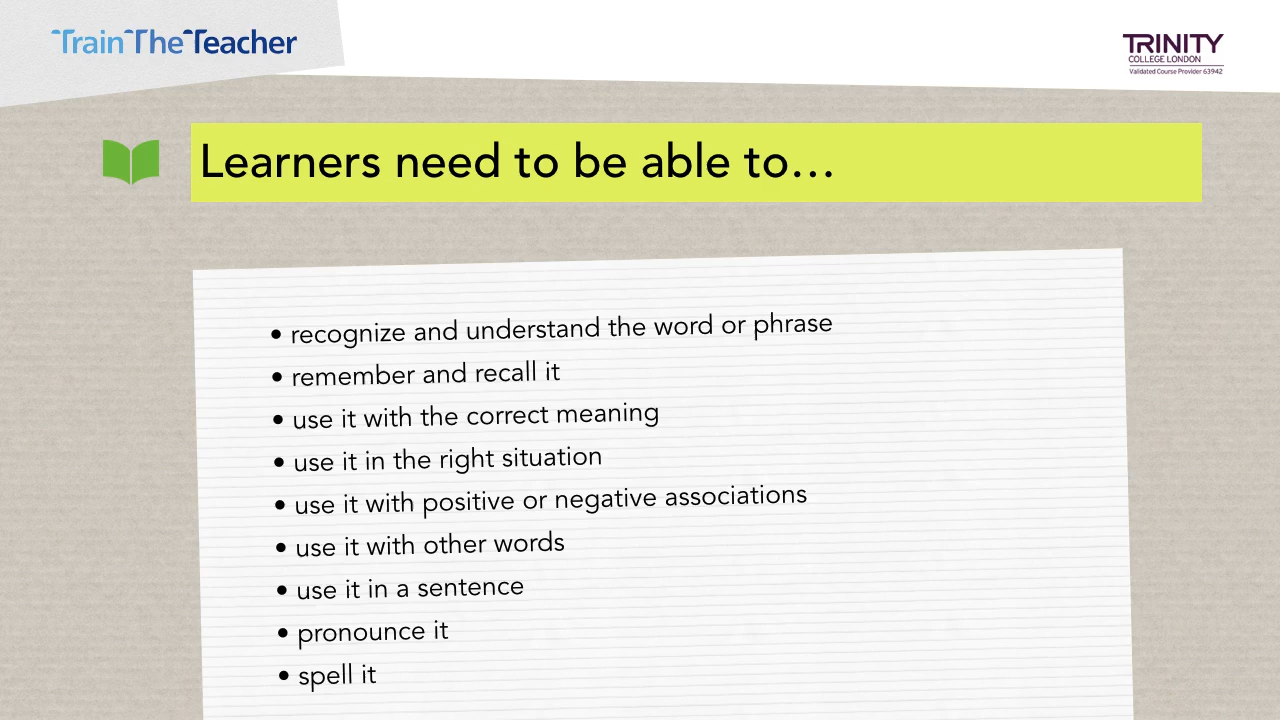 TrainTheTeacher
TRINITY
COLLEGE LONDON
Validated Course Provider 63942
Learners need to be able to…
• recognize and understand the word or phrase
• remember and recall it
• use it with the correct meaning
• use it in the right situation
• use it with positive or negative associations
• use it with other words
• use it in a sentence
• pronounce it
• spell it